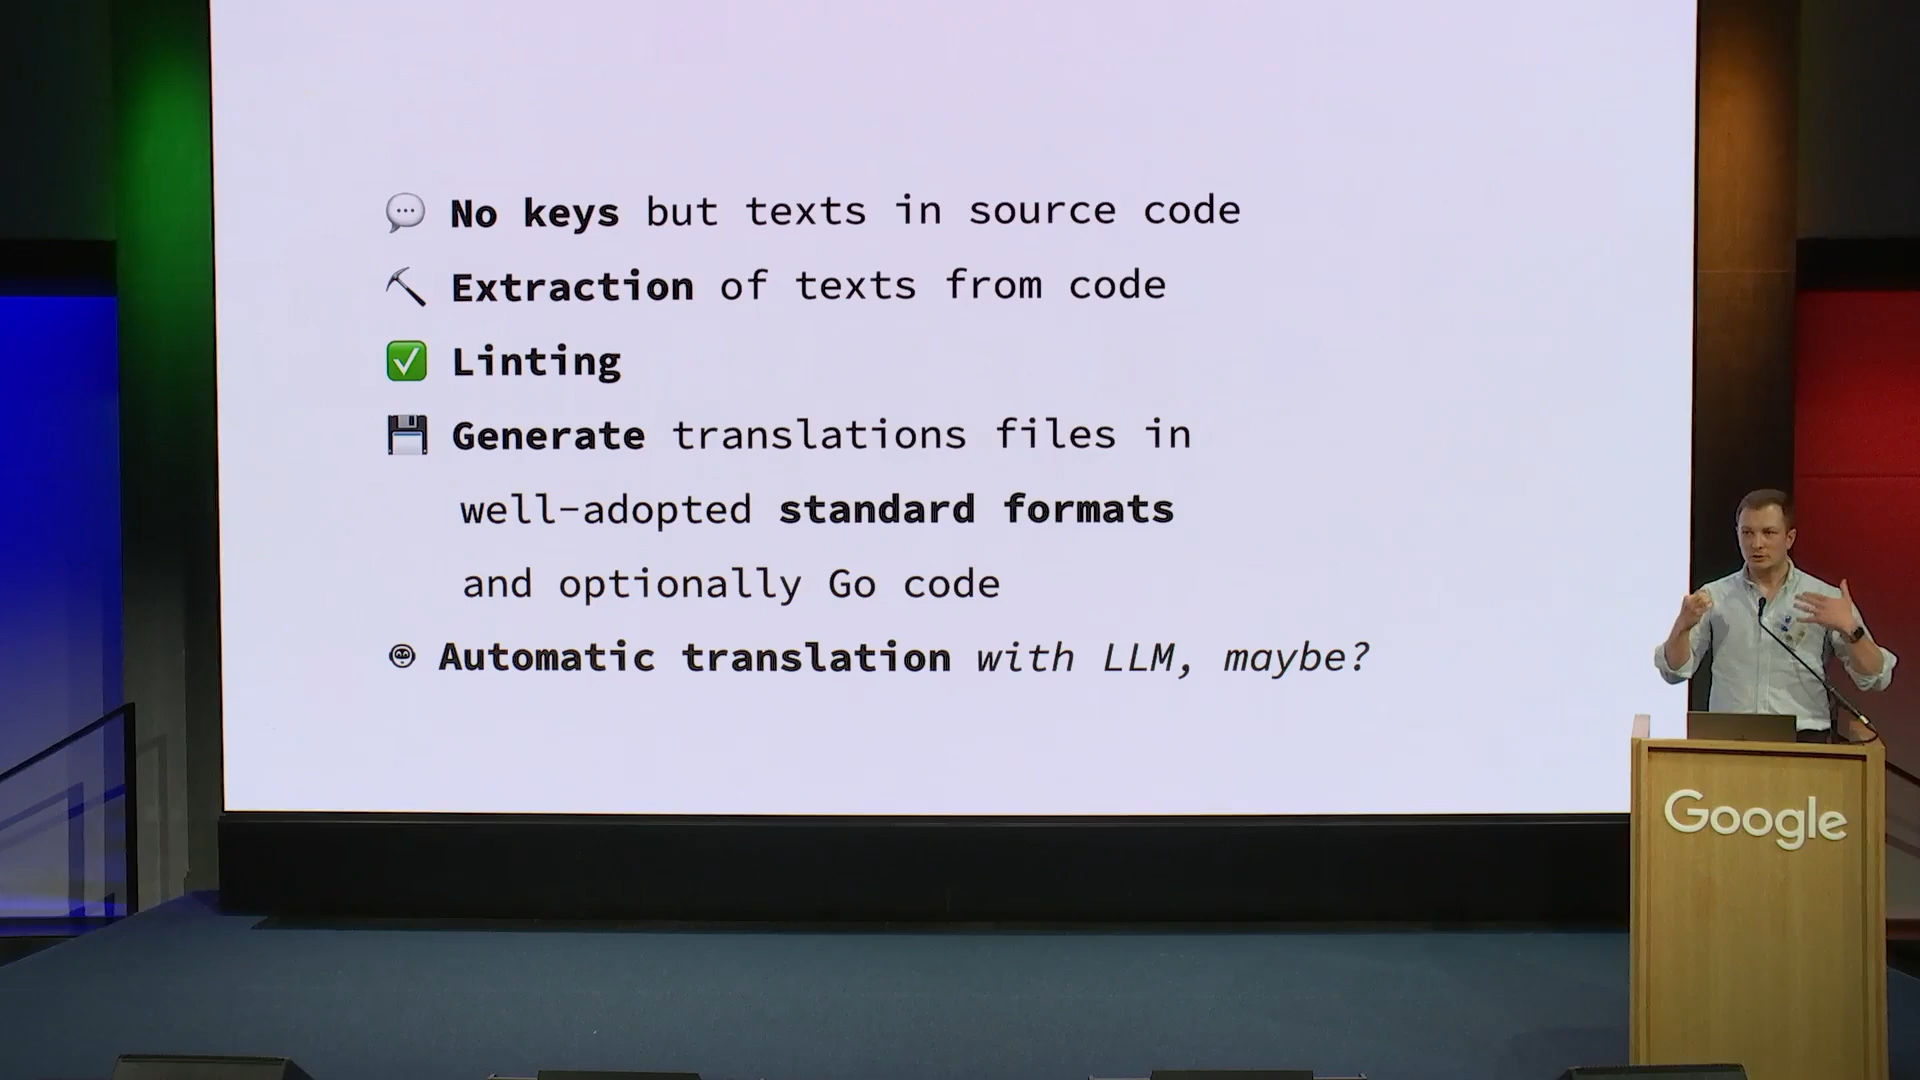 No keys but texts in source code
Extraction of texts from code
Linting
Generate translations files in
well-adopted standard formats
and optionally Go code
Automatic translation with LLM, maybe?
Google